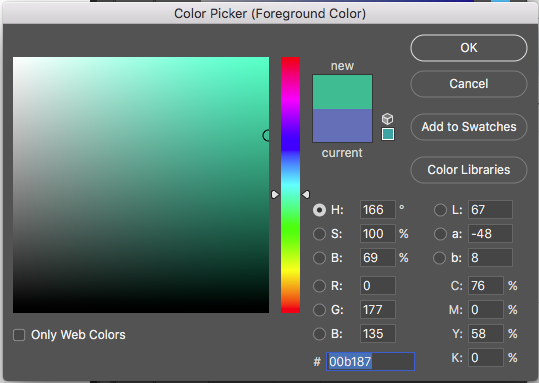 Color Picker (Foreground Color)
new
current
OK
Cancel
Add to Swatches
Color Libraries
H: 166 °
S: 100 %
B: 69 %
R: 0
G: 177
B: 135
# 00b187
L: 67
a: -48
b: 8
C: 76 %
M: 0 %
Y: 58 %
K: 0 %
Only Web Colors